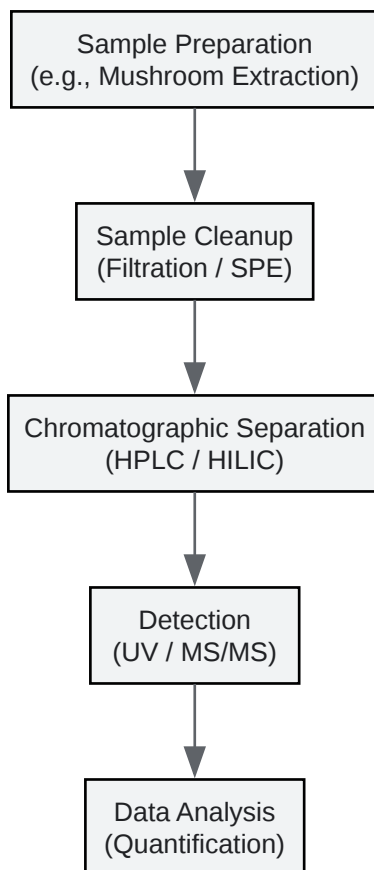 Sample Preparation
(e.g., Mushroom Extraction)
Sample Cleanup
(Filtration / SPE)
Chromatographic Separation
(HPLC / HILIC)
Detection
(UV / MS/MS)
Data Analysis
(Quantification)